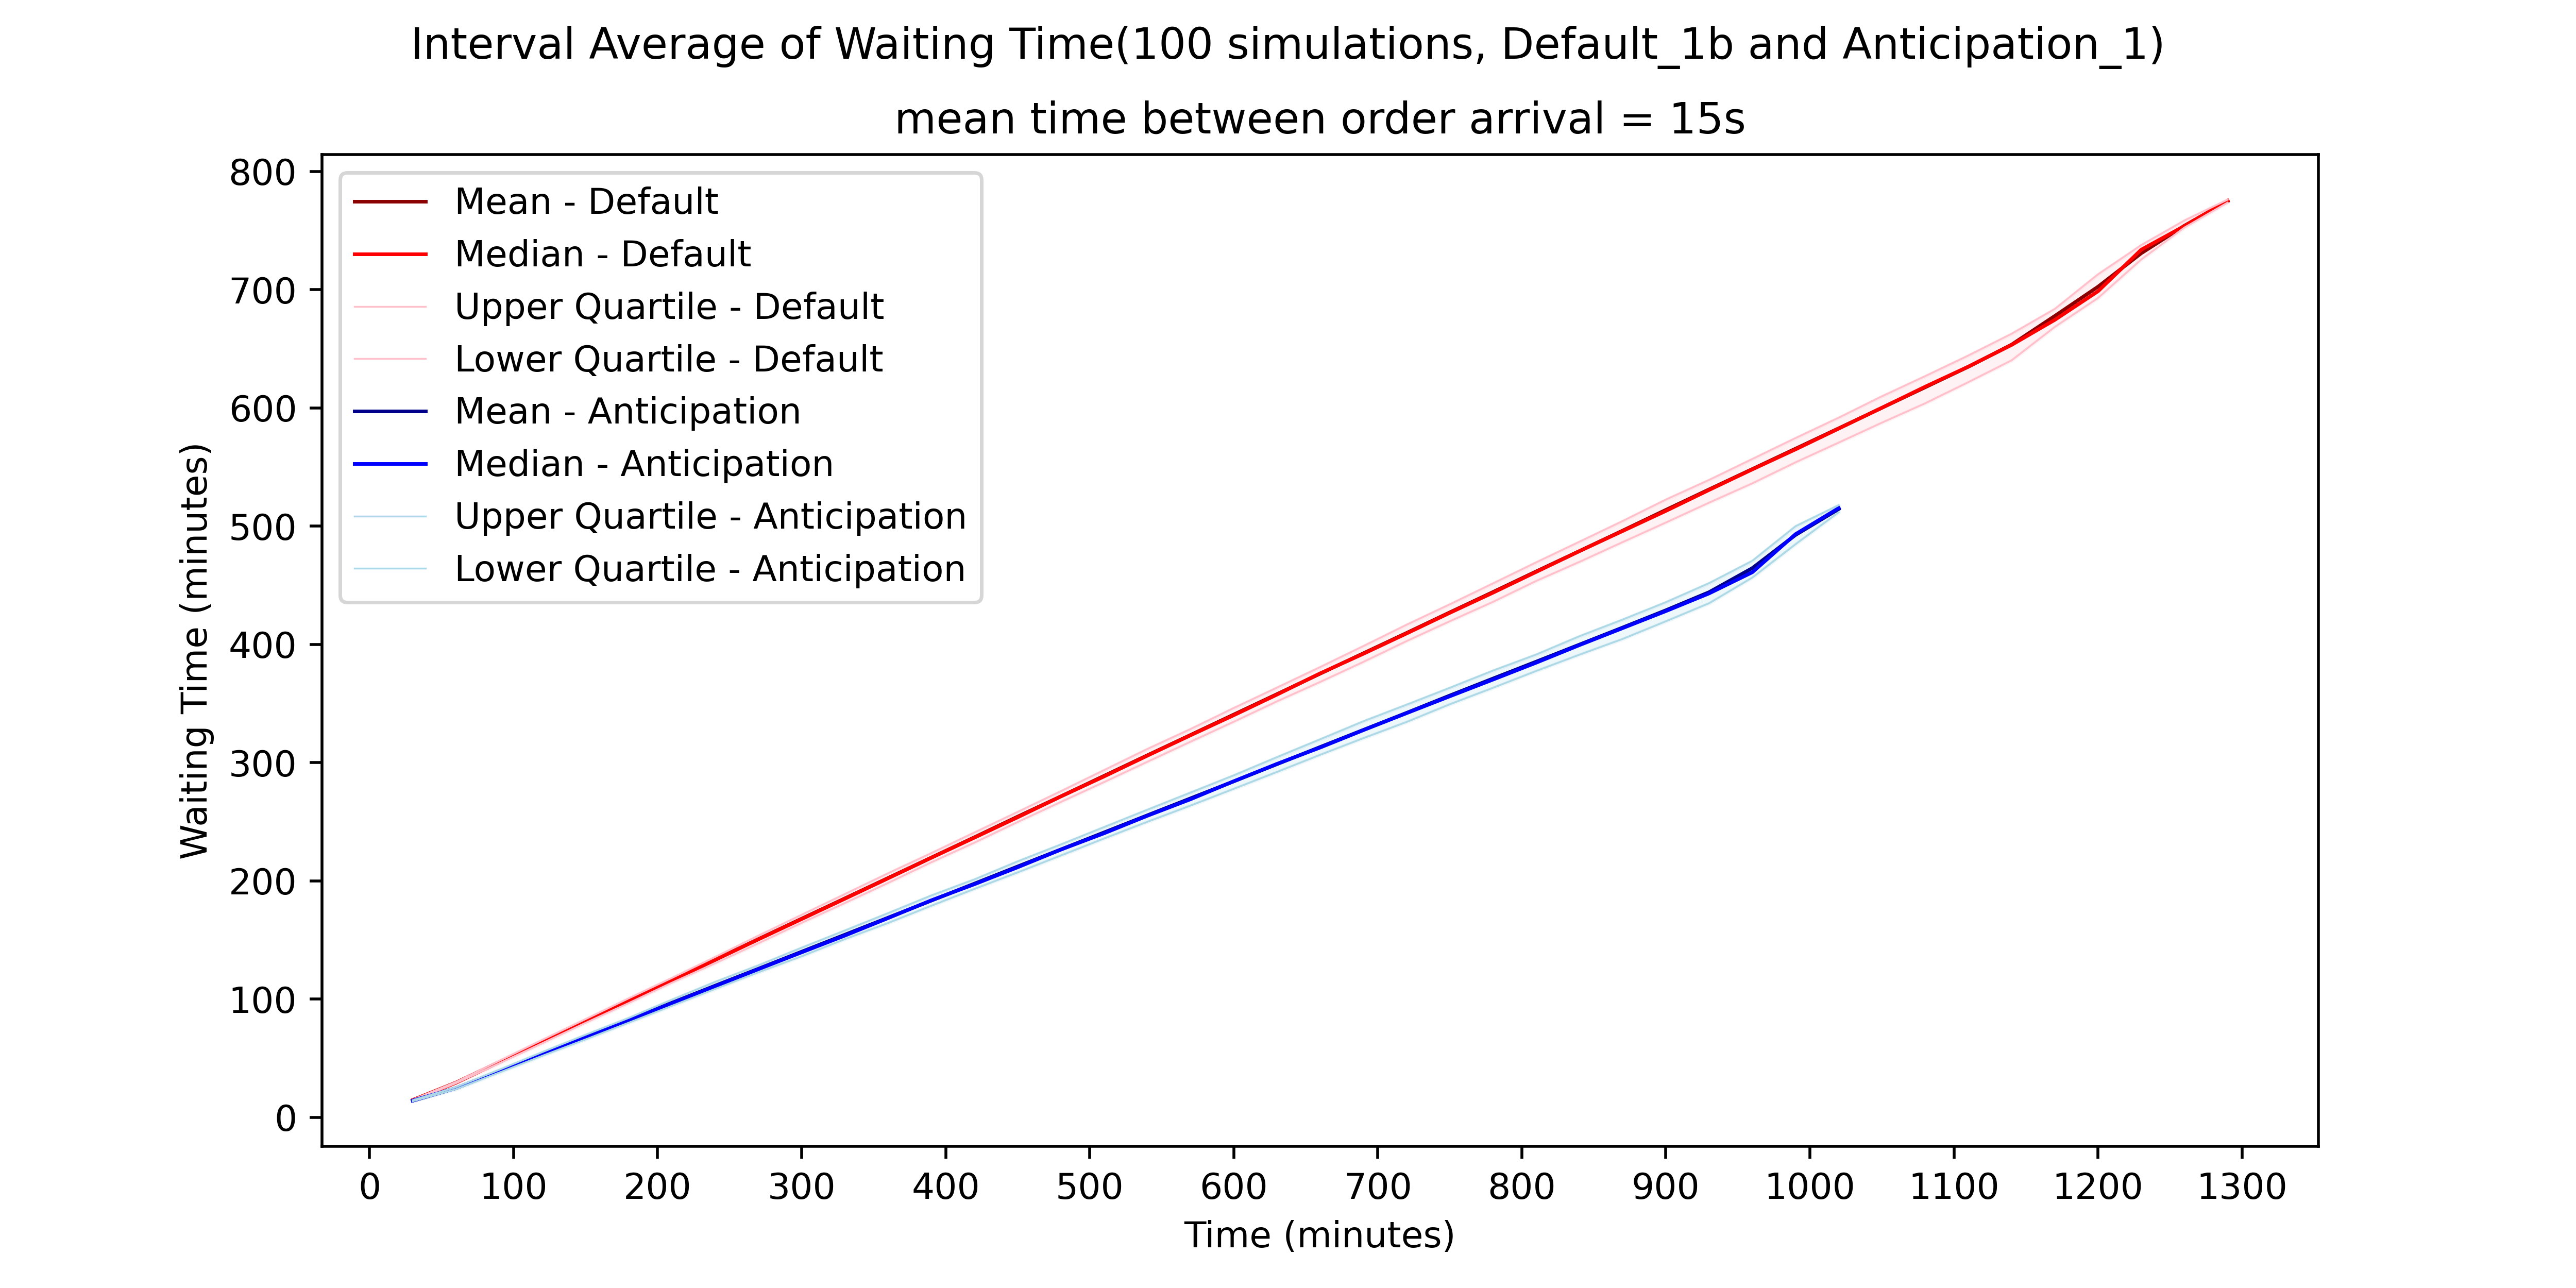 Interval Average of Waiting Time(100 simulations, Default_1b and Anticipation_1)
mean time between order arrival = 15s
800
700
600
500
400
300
200
100
0
Waiting Time (minutes)
Mean - Default
Median - Default
Upper Quartile - Default
Lower Quartile - Default
Mean - Anticipation
Median - Anticipation
Upper Quartile - Anticipation
Lower Quartile - Anticipation
0 100 200 300 400 500 600 700 800 900 1000 1100 1200 1300
Time (minutes)